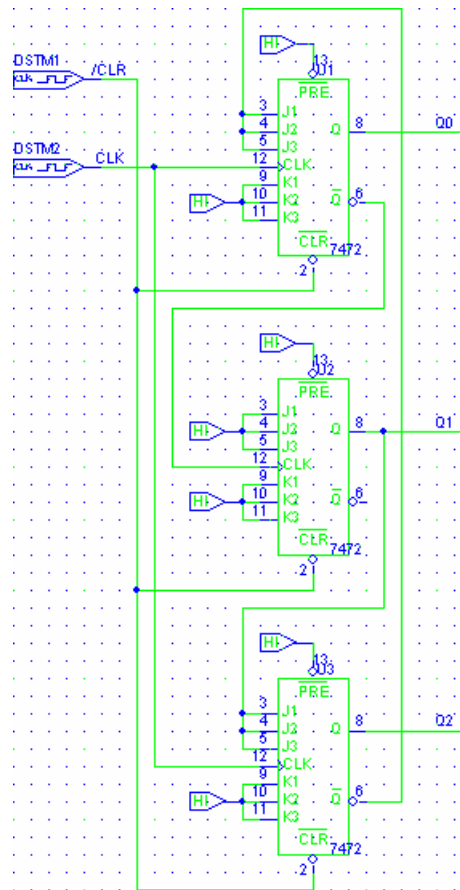 DSTM1
/CLR
CLK
HI
13
U1
PRE
3 J1
4 J2
5 J3
Q 8 Q0
DSTM2
CLK
CLK
12 CLK
9 K1
HI 10 K2
11 K3
Q 6
CLR
7472
2
HI
13
U2
PRE
3 J1
HI 4 J2
5 J3
Q 8 Q1
12 CLK
9 K1
HI 10 K2
11 K3
Q 6
CLR
7472
2
HI
13
U3
PRE
3 J1
4 J2
5 J3
Q 8 Q2
12 CLK
9 K1
HI 10 K2
11 K3
Q 6
CLR
7472
2